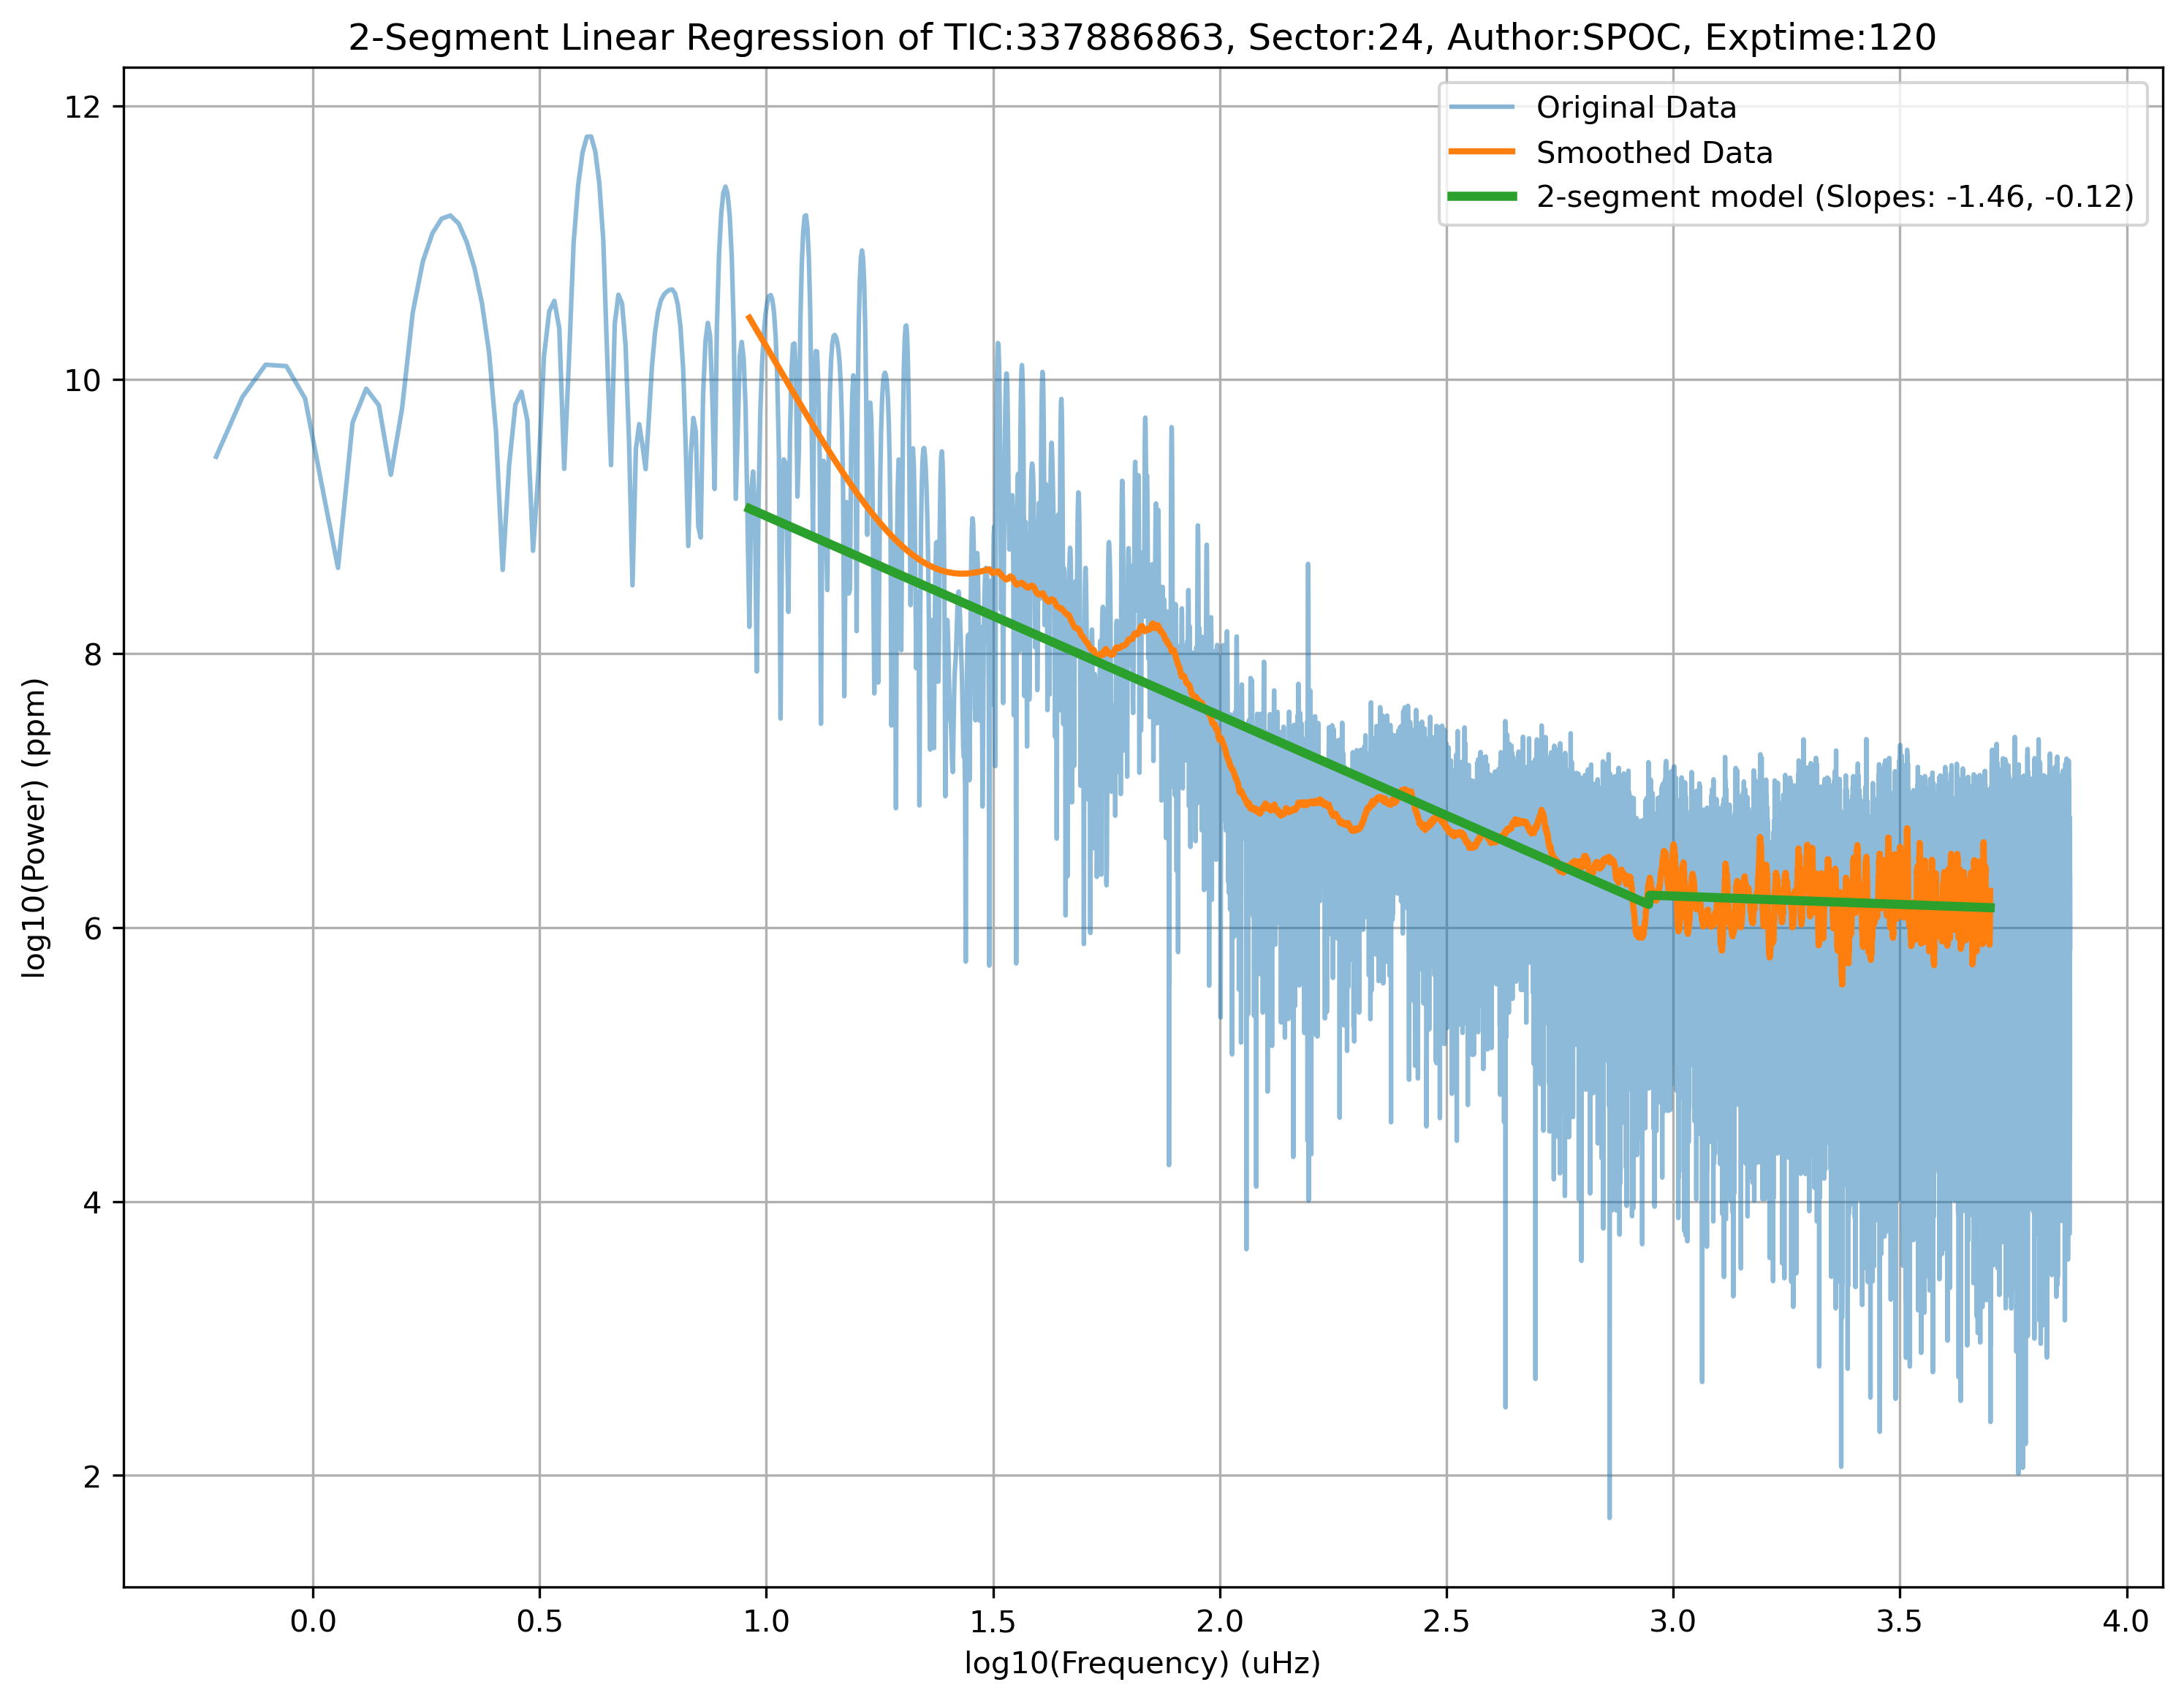 2-Segment Linear Regression of TIC:337886863, Sector:24, Author:SPOC, Exptime:120
Original Data
Smoothed Data
2-segment model (Slopes: -1.46, -0.12)
log10(Power) (ppm)
12
10
8
6
4
2
0.0 0.5 1.0 1.5 2.0 2.5 3.0 3.5 4.0
log10(Frequency) (uHz)